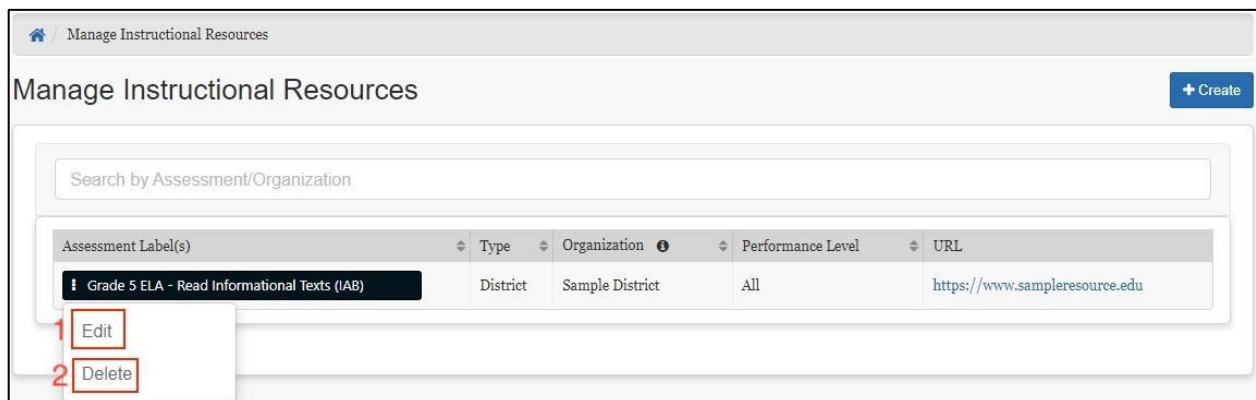 Manage Instructional Resources
Manage Instructional Resources
+ Create
Search by Assessment/Organization
Assessment Label(s) Type Organization Performance Level URL
Grade 5 ELA - Read Informational Texts (IAB) District Sample District All https://www.sampleresource.edu
1 Edit
2 Delete